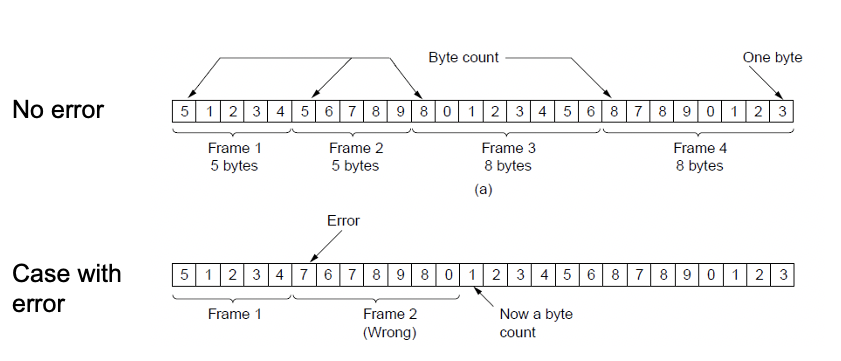 Byte count
One byte
No error
5 1 2 3 4 5 6 7 8 9 8 0 1 2 3 4 5 6 8 7 8 9 0 1 2 3
Frame 1
5 bytes
Frame 2
5 bytes
Frame 3
8 bytes
Frame 4
8 bytes
(a)
Error
Case with
error
5 1 2 3 4 7 6 7 8 9 8 0 1 2 3 4 5 6 8 7 8 9 0 1 2 3
Frame 1
Frame 2
(Wrong)
Now a byte
count